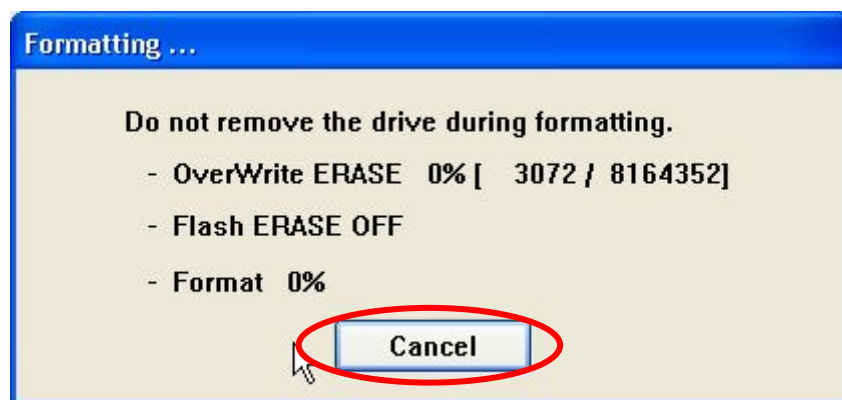 Formatting ...
Do not remove the drive during formatting.
- OverWrite ERASE 0% [ 3072 / 8164352]
- Flash ERASE OFF
- Format 0%
Cancel